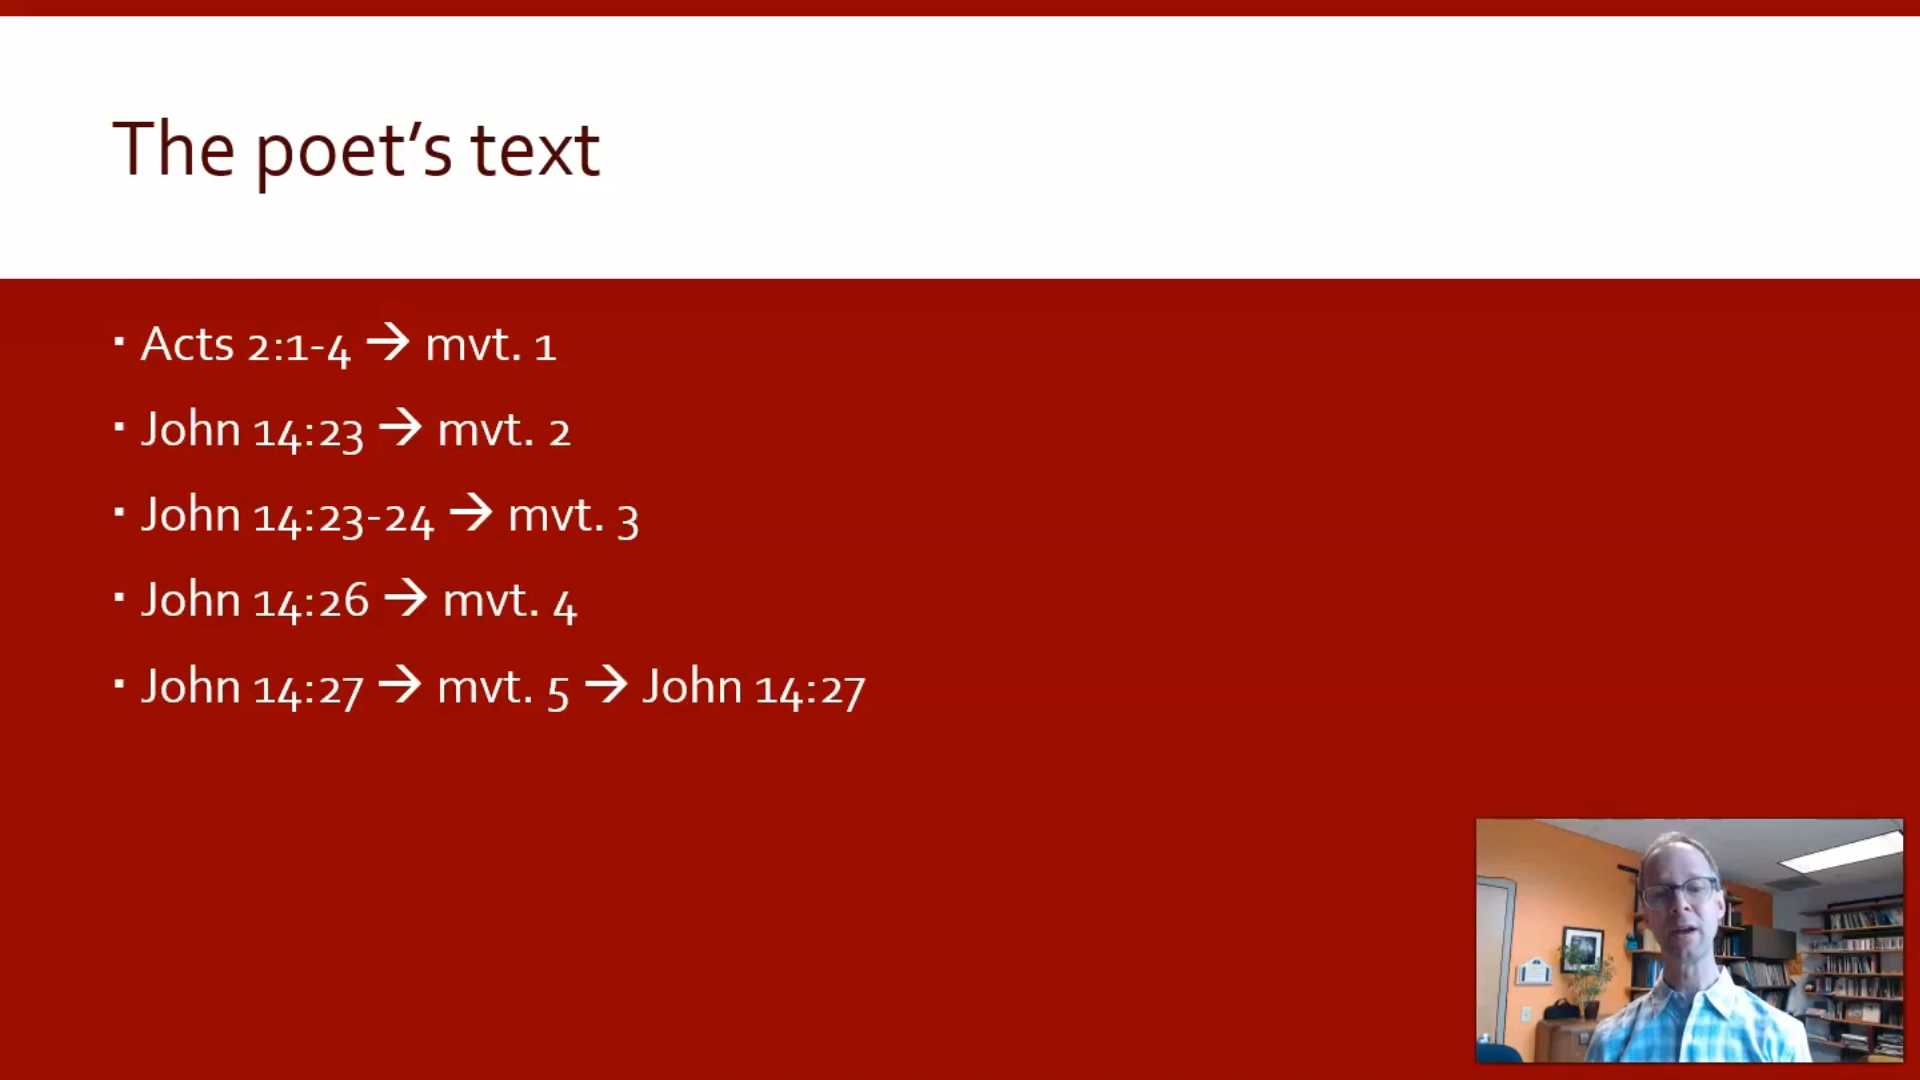 The poet’s text
▪ Acts 2:1-4 → mvt. 1
▪ John 14:23 → mvt. 2
▪ John 14:23-24 → mvt. 3
▪ John 14:26 → mvt. 4
▪ John 14:27 → mvt. 5 → John 14:27